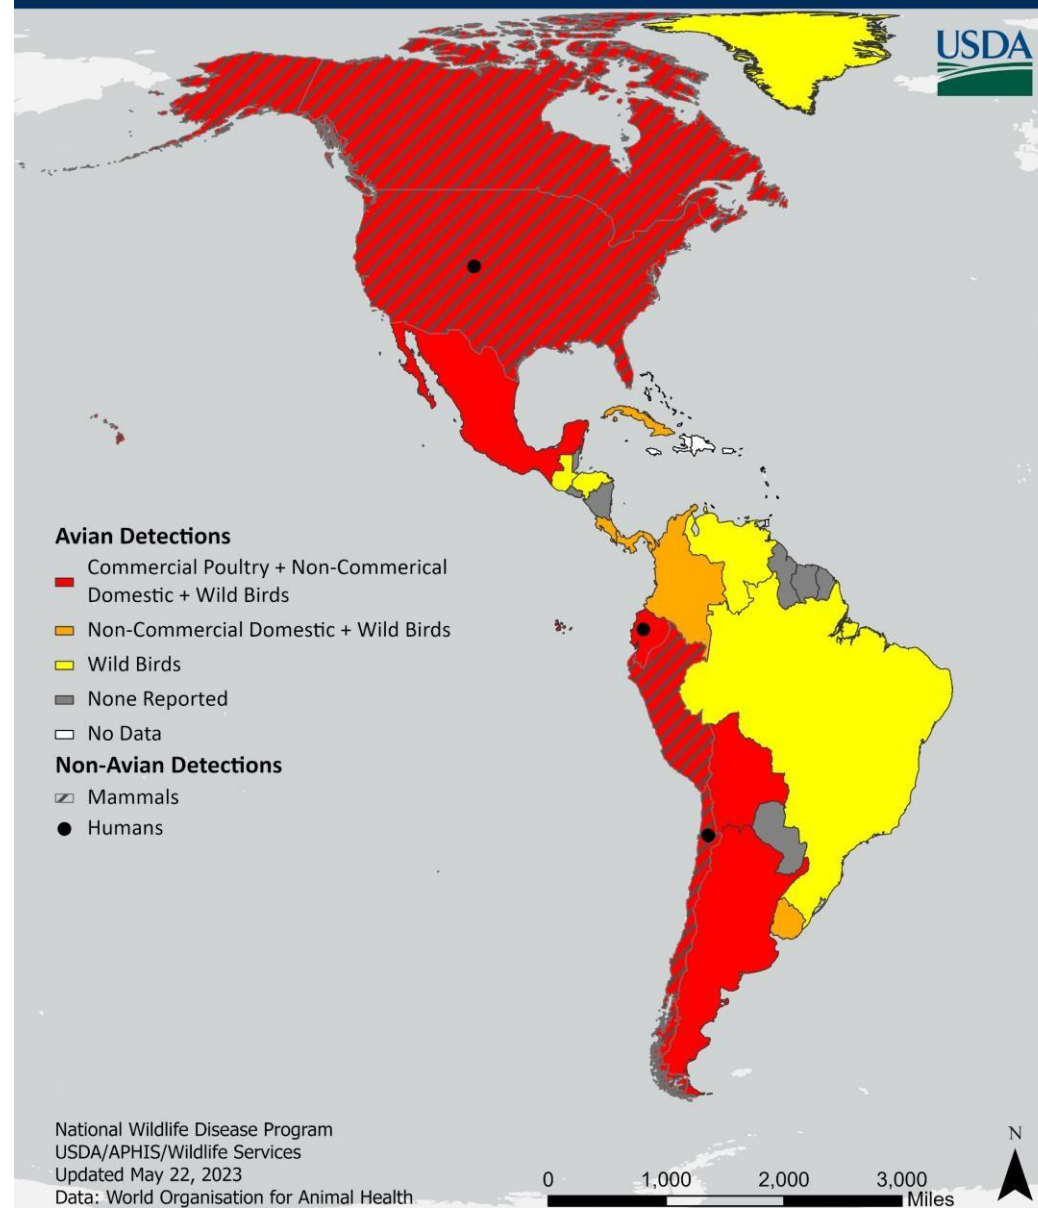 USDA
Avian Detections
Commercial Poultry + Non-Commerical
Domestic + Wild Birds
Non-Commercial Domestic + Wild Birds
Wild Birds
None Reported
No Data
Non-Avian Detections
Mammals
Humans
National Wildlife Disease Program
USDA/APHIS/Wildlife Services
Updated May 22, 2023
Data: World Organisation for Animal Health
0 1,000 2,000 3,000
Miles
N